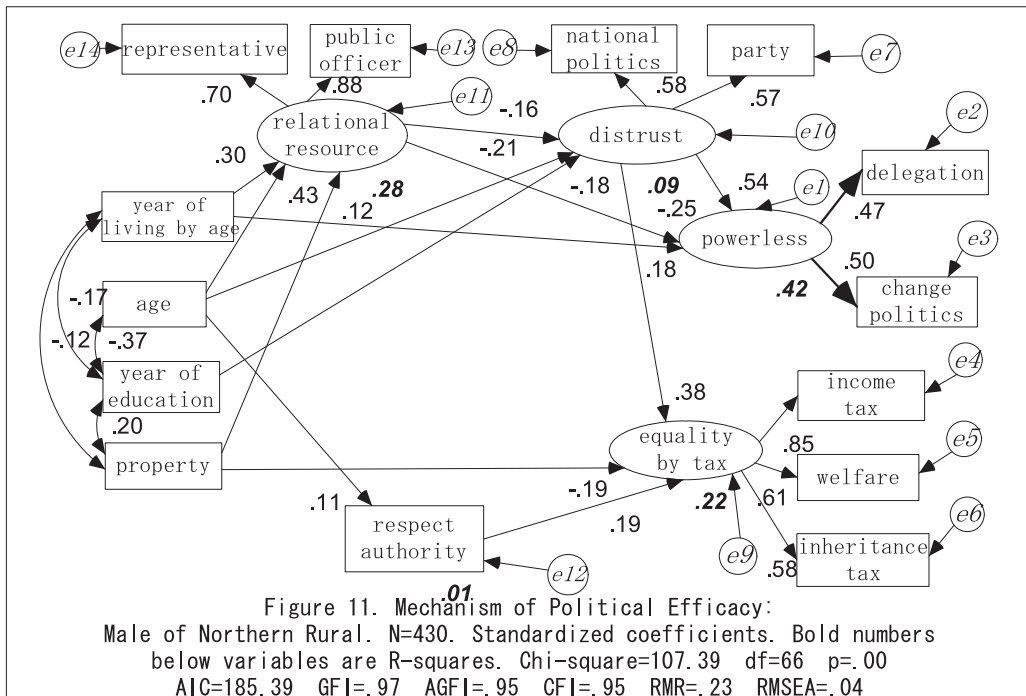 e14
representative
public
officer
e13
e8
national
politics
party
e7
.70
.88
e11
-.16
.58
.57
relational
resource
distrust
e10
e2
delegation
-.21
.30
.43
.28
-.18
.09
.54
e1
.47
year of
living by age
.12
-.25
powerless
e3
.18
.42
.50
change
politics
-.17
age
-.12
-.37
year of
education
.20
property
.38
income
tax
e4
equality
by tax
.85
welfare
e5
-.19
.22
.61
.11
respect
authority
.19
e9
.58
inheritance
tax
e6
e12
.01
Figure 11. Mechanism of Political Efficacy:
Male of Northern Rural. N=430. Standardized coefficients. Bold numbers
below variables are R-squares. Chi-square=107.39 df=66 p=.00
AIC=185.39 GFI=.97 AGFI=.95 CFI=.95 RMR=.23 RMSEA=.04